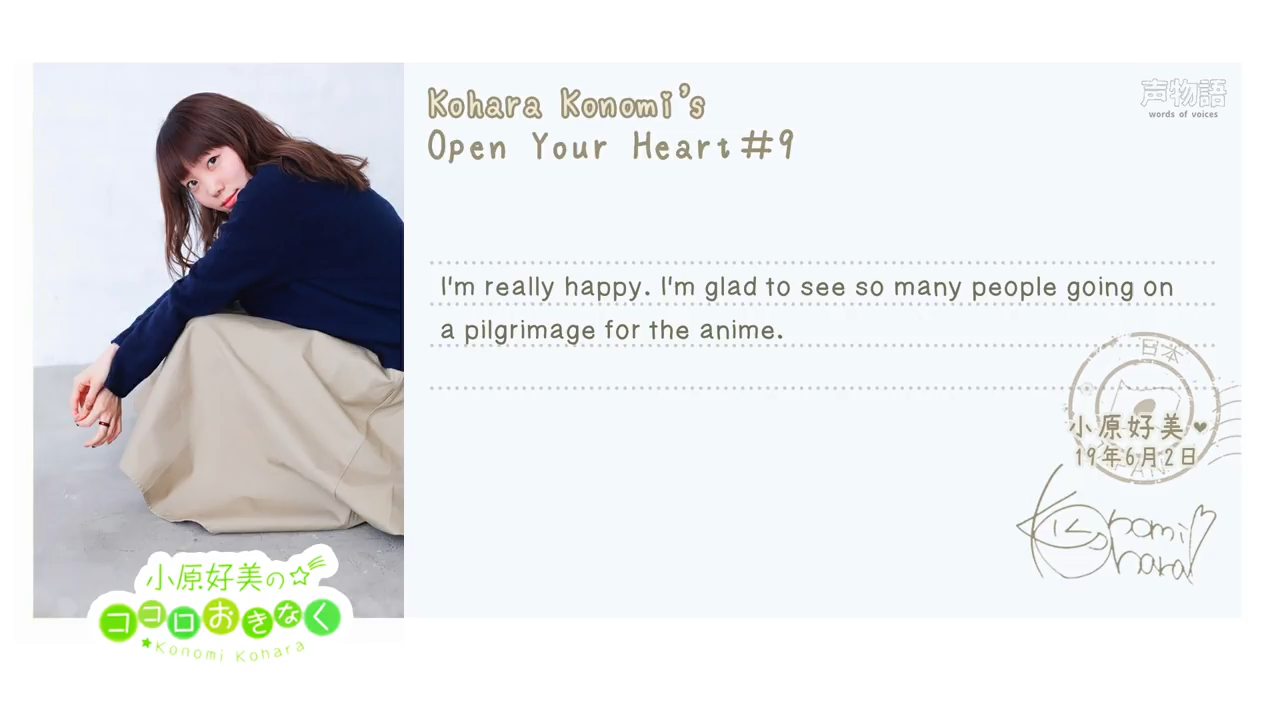 Kohara Konomi's
Open Your Heart #9
声物語
words of voices
I'm really happy. I'm glad to see so many people going on
a pilgrimage for the anime.
日本
小原好美❤
19年6月2日
Konomi
Kohara
小原好美の☆
ココロおきなく
★Konomi Kohara